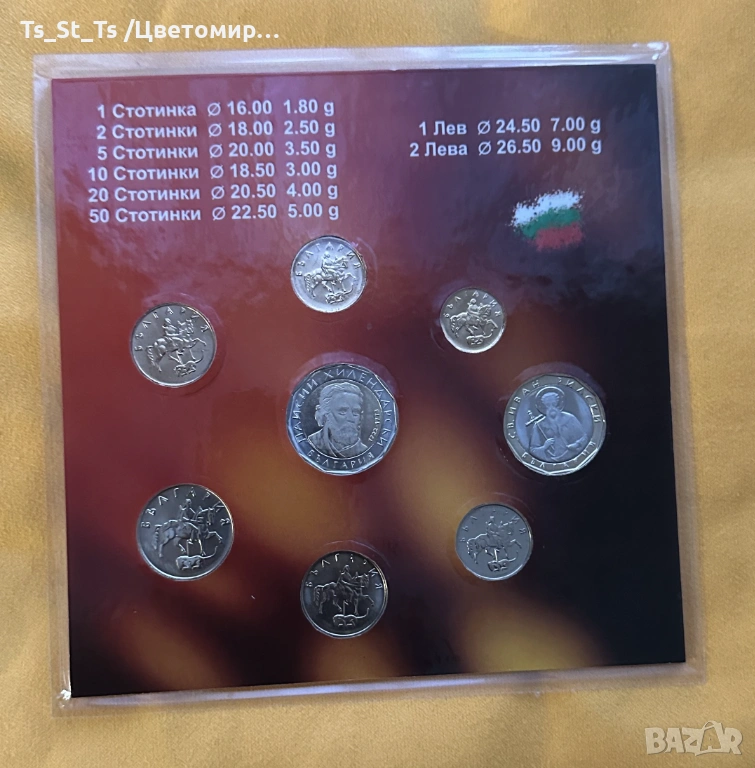 Ts_St_Ts /Цветомир...
1 Стотинка Ø 16.00 1.80 g
2 Стотинки Ø 18.00 2.50 g
5 Стотинки Ø 20.00 3.50 g
10 Стотинки Ø 18.50 3.00 g
20 Стотинки Ø 20.50 4.00 g
50 Стотинки Ø 22.50 5.00 g
1 Лев Ø 24.50 7.00 g
2 Лева Ø 26.50 9.00 g
БЪЛГАРИЯ
БЪЛГАРИЯ
БЪЛГАРИЯ
ПАИСИЙ ХИЛЕНДАРСКИ
БЪЛГАРИЯ
СВ. ИВАН РИЛСКИ
БЪЛГАРИЯ
БЪЛГАРИЯ
БЪЛГАРИЯ
БЪЛГАРИЯ
BAZAR